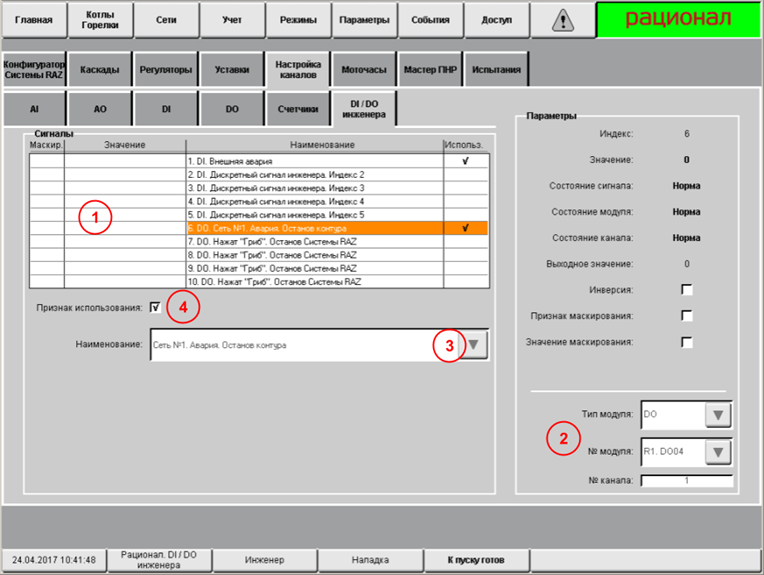 Главная
Котлы
Горелки
Сети
Учет
Режимы
Параметры
События
Доступ
рационал
Конфигуратор
Системы RAZ
Каскады
Регуляторы
Уставки
Настройка
каналов
Моточасы
Мастер ПНР
Испытания
AI
AO
DI
DO
Счетчики
DI / DO
инженера
Сигналы
Маскир. Значение Наименование Использ.
1. DI. Внешняя авария √
2. DI. Дискретный сигнал инженера. Индекс 2
3. DI. Дискретный сигнал инженера. Индекс 3
4. DI. Дискретный сигнал инженера. Индекс 4
5. DI. Дискретный сигнал инженера. Индекс 5
6. DO. Сеть №1. Авария. Останов контура √
7. DO. Нажат "Гриб". Останов Системы RAZ
8. DO. Нажат "Гриб". Останов Системы RAZ
9. DO. Нажат "Гриб". Останов Системы RAZ
10. DO. Нажат "Гриб". Останов Системы RAZ
1
Признак использования: 4
Наименование: Сеть №1. Авария. Останов контура 3
Параметры
Индекс: 6
Значение: 0
Состояние сигнала: Норма
Состояние модуля: Норма
Состояние канала: Норма
Выходное значение: 0
Инверсия:
Признак маскирования:
Значение маскирования:
Тип модуля: DO
2
№ модуля: R1. DO04
№ канала: 1
24.04.2017 10:41:48
Рационал. DI / DO
инженера
Инженер
Наладка
К пуску готов